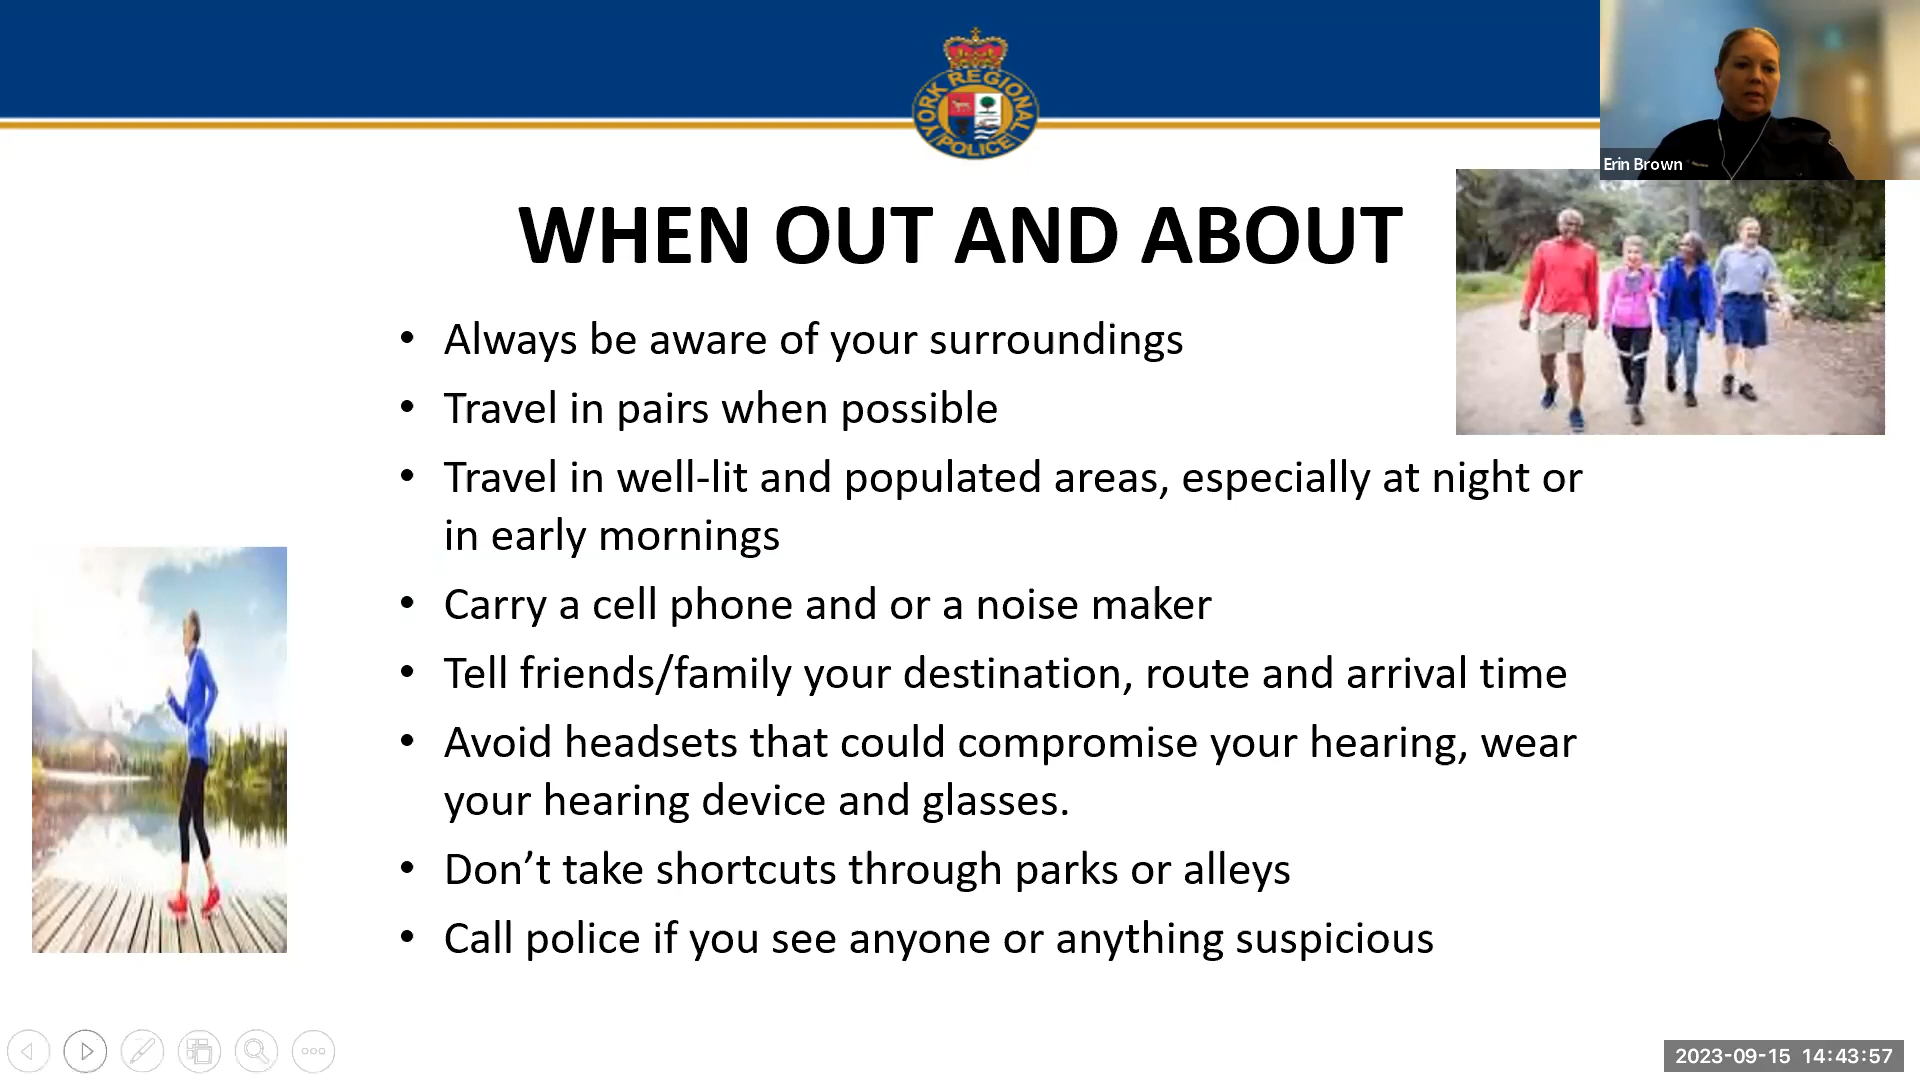 YORK REGIONAL
POLICE
Erin Brown
WHEN OUT AND ABOUT
• Always be aware of your surroundings
• Travel in pairs when possible
• Travel in well-lit and populated areas, especially at night or
in early mornings
• Carry a cell phone and or a noise maker
• Tell friends/family your destination, route and arrival time
• Avoid headsets that could compromise your hearing, wear
your hearing device and glasses.
• Don’t take shortcuts through parks or alleys
• Call police if you see anyone or anything suspicious
2023-09-15 14:43:57